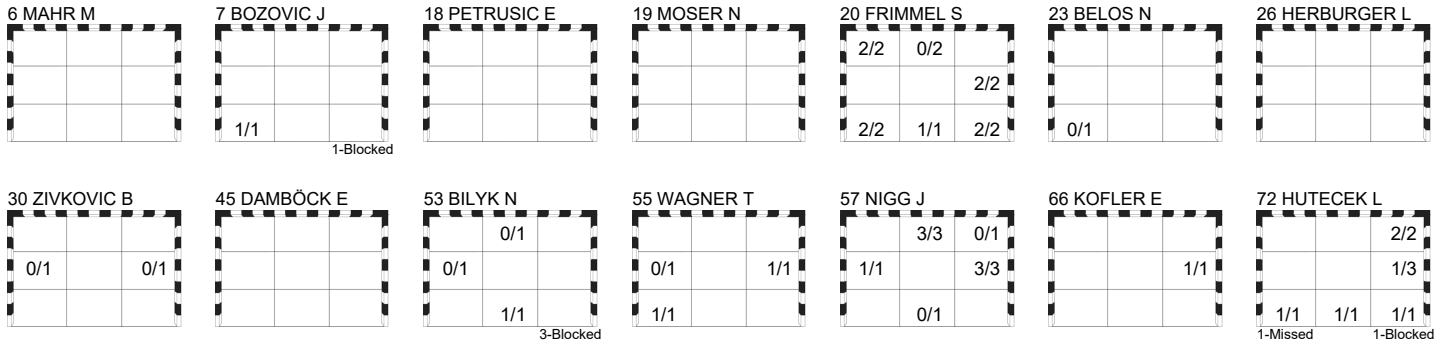 6 MAHR M 7 BOZOVIC J 18 PETRUSIC E 19 MOSER N 20 FRIMMEL S 23 BELOS N 26 HERBURGER L
2/2 0/2
2/2
1/1 2/2 1/1 2/2 0/1
1-Blocked
30 ZIVKOVIC B 45 DAMBÖCK E 53 BILYK N 55 WAGNER T 57 NIGG J 66 KOFLER E 72 HUTECEK L
0/1 3/3 0/1 2/2
0/1 0/1 0/1 0/1 1/1 1/1 3/3 1/1 1/3
1/1 1/1 0/1 1/1 1/1 1/1
3-Blocked 1-Missed 1-Blocked